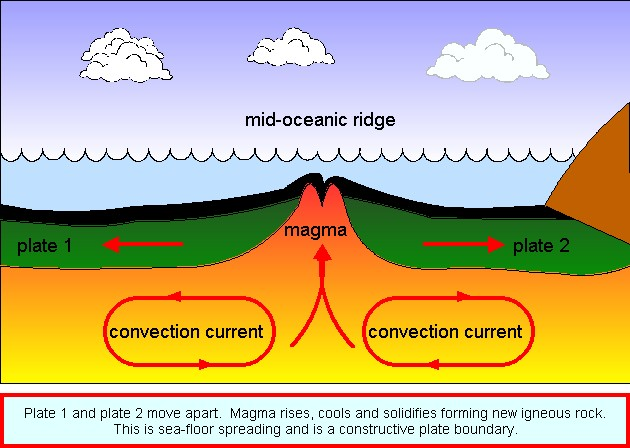 mid-oceanic ridge
magma
plate 1
plate 2
convection current
convection current
Plate 1 and plate 2 move apart. Magma rises, cools and solidifies forming new igneous rock.
This is sea-floor spreading and is a constructive plate boundary.